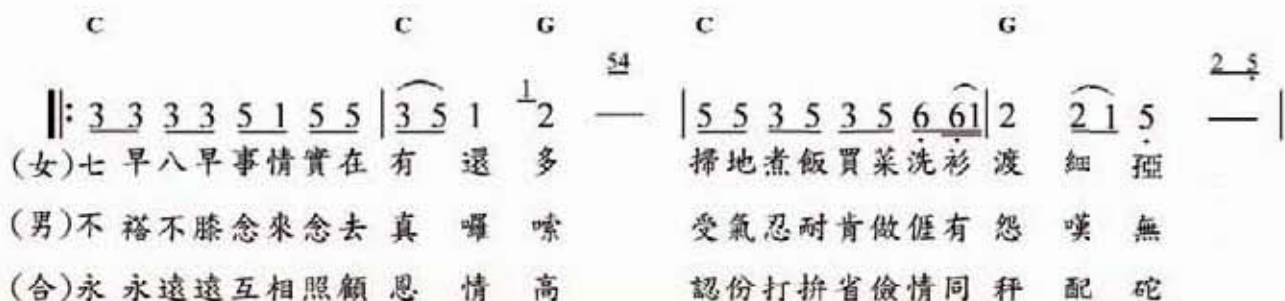 C C G C G
54 2 5
‖: 3 3 3 3 5 1 5 5 | 3 5 1 1 2 — | 5 5 3 5 3 5 6 61 | 2 2 1 5 — |
(女)七早八早事情實在有還多 掃地煮飯買菜洗衫渡細孲
(男)不褡不膝念來念去真囉嗦 受氣忍耐肯做偓有怨嘆無
(合)永永遠遠互相照顧恩情高 認份打拚省儉情同秤配砣